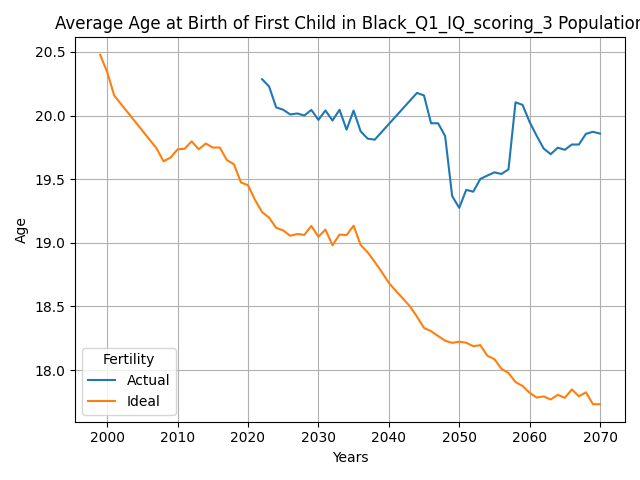 Average Age at Birth of First Child in Black_Q1_IQ_scoring_3 Population
20.5
20.0
19.5
19.0
18.5
18.0
Age
Fertility
Actual
Ideal
2000 2010 2020 2030 2040 2050 2060 2070
Years